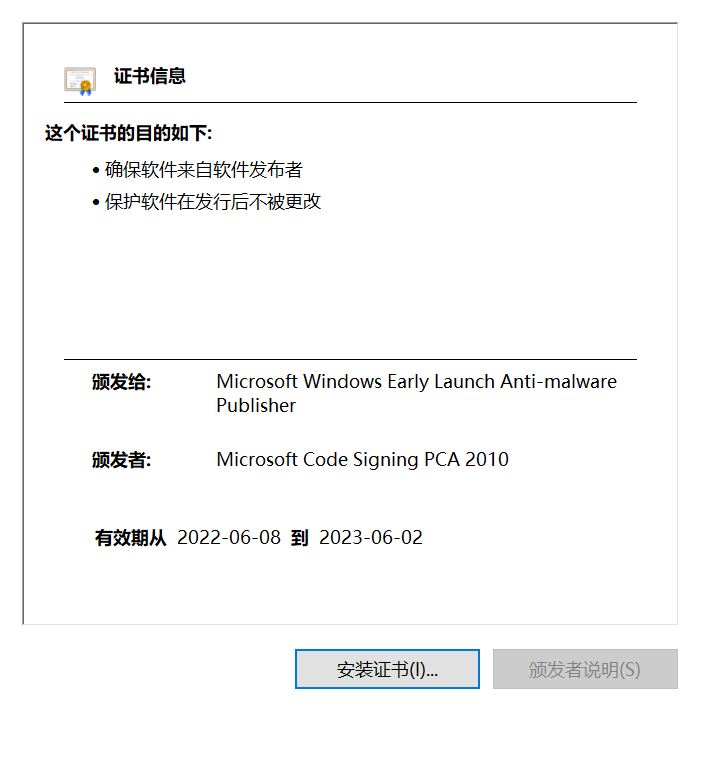 证书信息
这个证书的目的如下:
• 确保软件来自软件发布者
• 保护软件在发行后不被更改
颁发给: Microsoft Windows Early Launch Anti-malware
Publisher
颁发者: Microsoft Code Signing PCA 2010
有效期从 2022-06-08 到 2023-06-02
安装证书(I)... 颁发者说明(S)